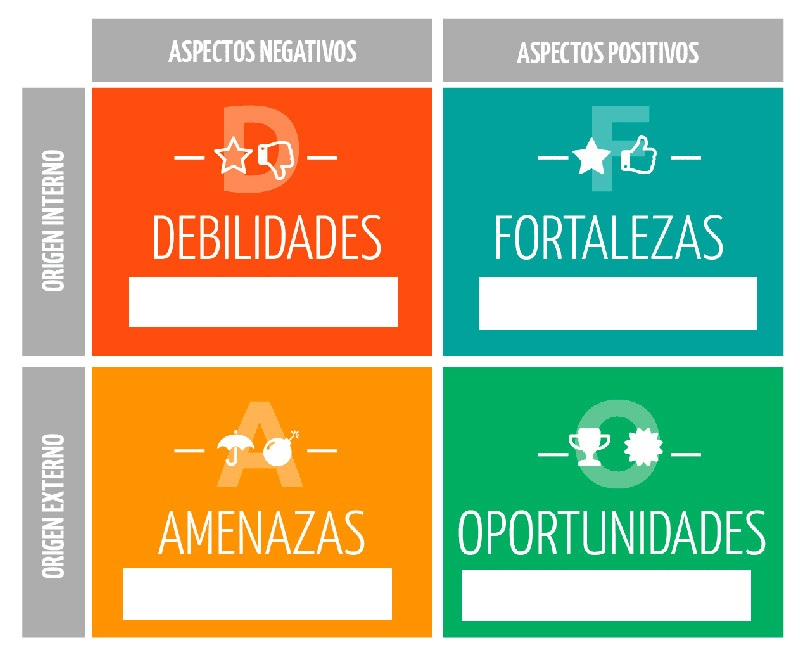 ASPECTOS NEGATIVOS
ASPECTOS POSITIVOS
ORIGEN INTERNO
D
DEBILIDADES
F
FORTALEZAS
ORIGEN EXTERNO
A
AMENAZAS
O
OPORTUNIDADES